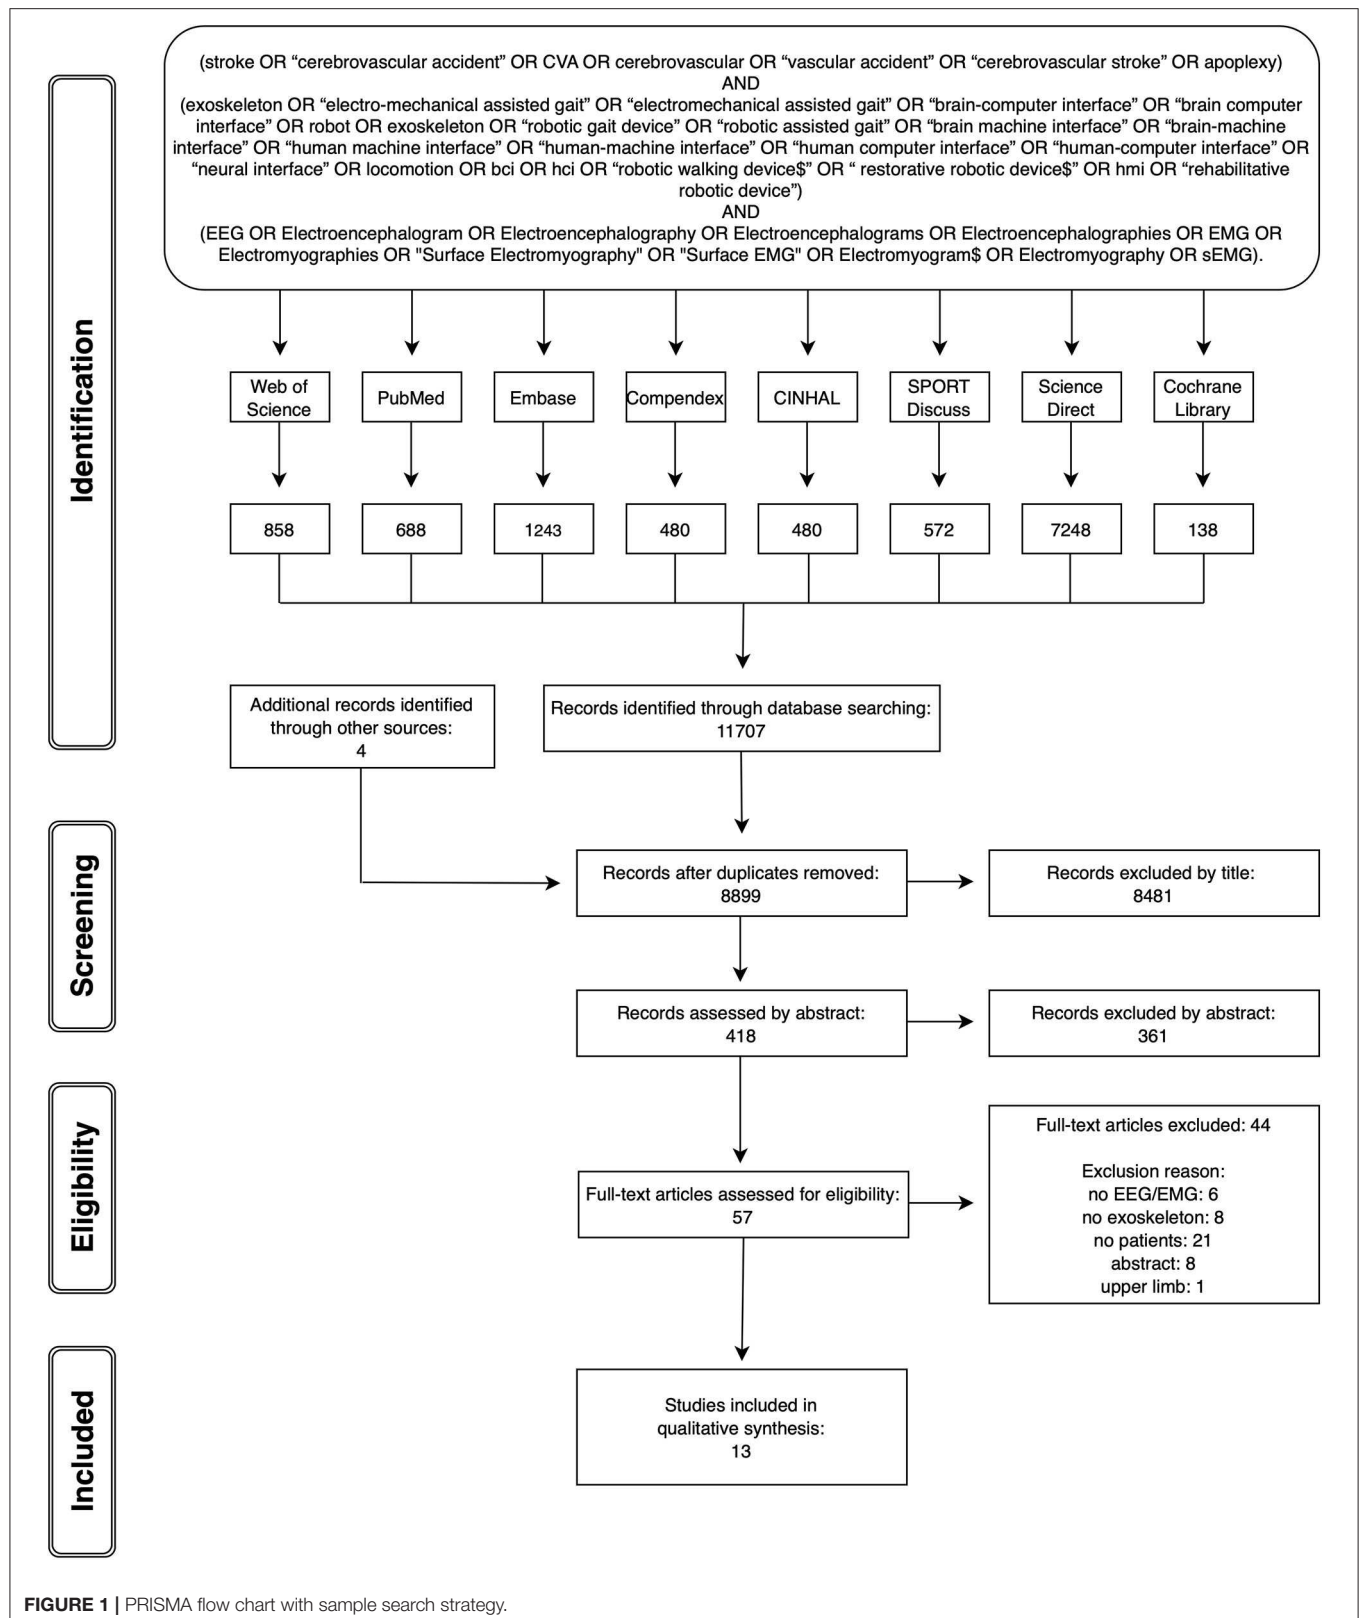 (stroke OR “cerebrovascular accident” OR CVA OR cerebrovascular OR “vascular accident” OR “cerebrovascular stroke” OR apoplexy)
AND
(exoskeleton OR “electro-mechanical assisted gait” OR “electromechanical assisted gait” OR “brain-computer interface” OR “brain computer
interface” OR robot OR exoskeleton OR “robotic gait device” OR “robotic assisted gait” OR “brain machine interface” OR “brain-machine
interface” OR “human machine interface” OR “human-machine interface” OR “human computer interface” OR “human-computer interface” OR
“neural interface” OR locomotion OR bci OR hci OR “robotic walking device$” OR “ restorative robotic device$” OR hmi OR “rehabilitative
robotic device”)
AND
(EEG OR Electroencephalogram OR Electroencephalography OR Electroencephalograms OR Electroencephalographies OR EMG OR
Electromyographies OR "Surface Electromyography" OR "Surface EMG" OR Electromyogram$ OR Electromyography OR sEMG).
Identification
Web of
Science
PubMed
Embase
Compendex
CINHAL
SPORT
Discuss
Science
Direct
Cochrane
Library
858
688
1243
480
480
572
7248
138
Additional records identified
through other sources:
4
Records identified through database searching:
11707
Screening
Records after duplicates removed:
8899
Records excluded by title:
8481
Records assessed by abstract:
418
Records excluded by abstract:
361
Eligibility
Full-text articles assessed for eligibility:
57
Full-text articles excluded: 44
Exclusion reason:
no EEG/EMG: 6
no exoskeleton: 8
no patients: 21
abstract: 8
upper limb: 1
Included
Studies included in
qualitative synthesis:
13
FIGURE 1 | PRISMA flow chart with sample search strategy.